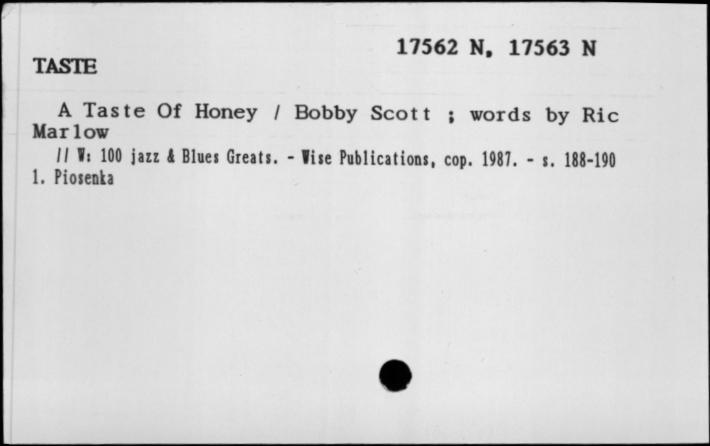 17562 N, 17563 N
TASTE
A Taste Of Honey / Bobby Scott ; words by Ric
Marlow
// W: 100 jazz & Blues Greats. - Wise Publications, cop. 1987. - s. 188-190
1. Piosenka